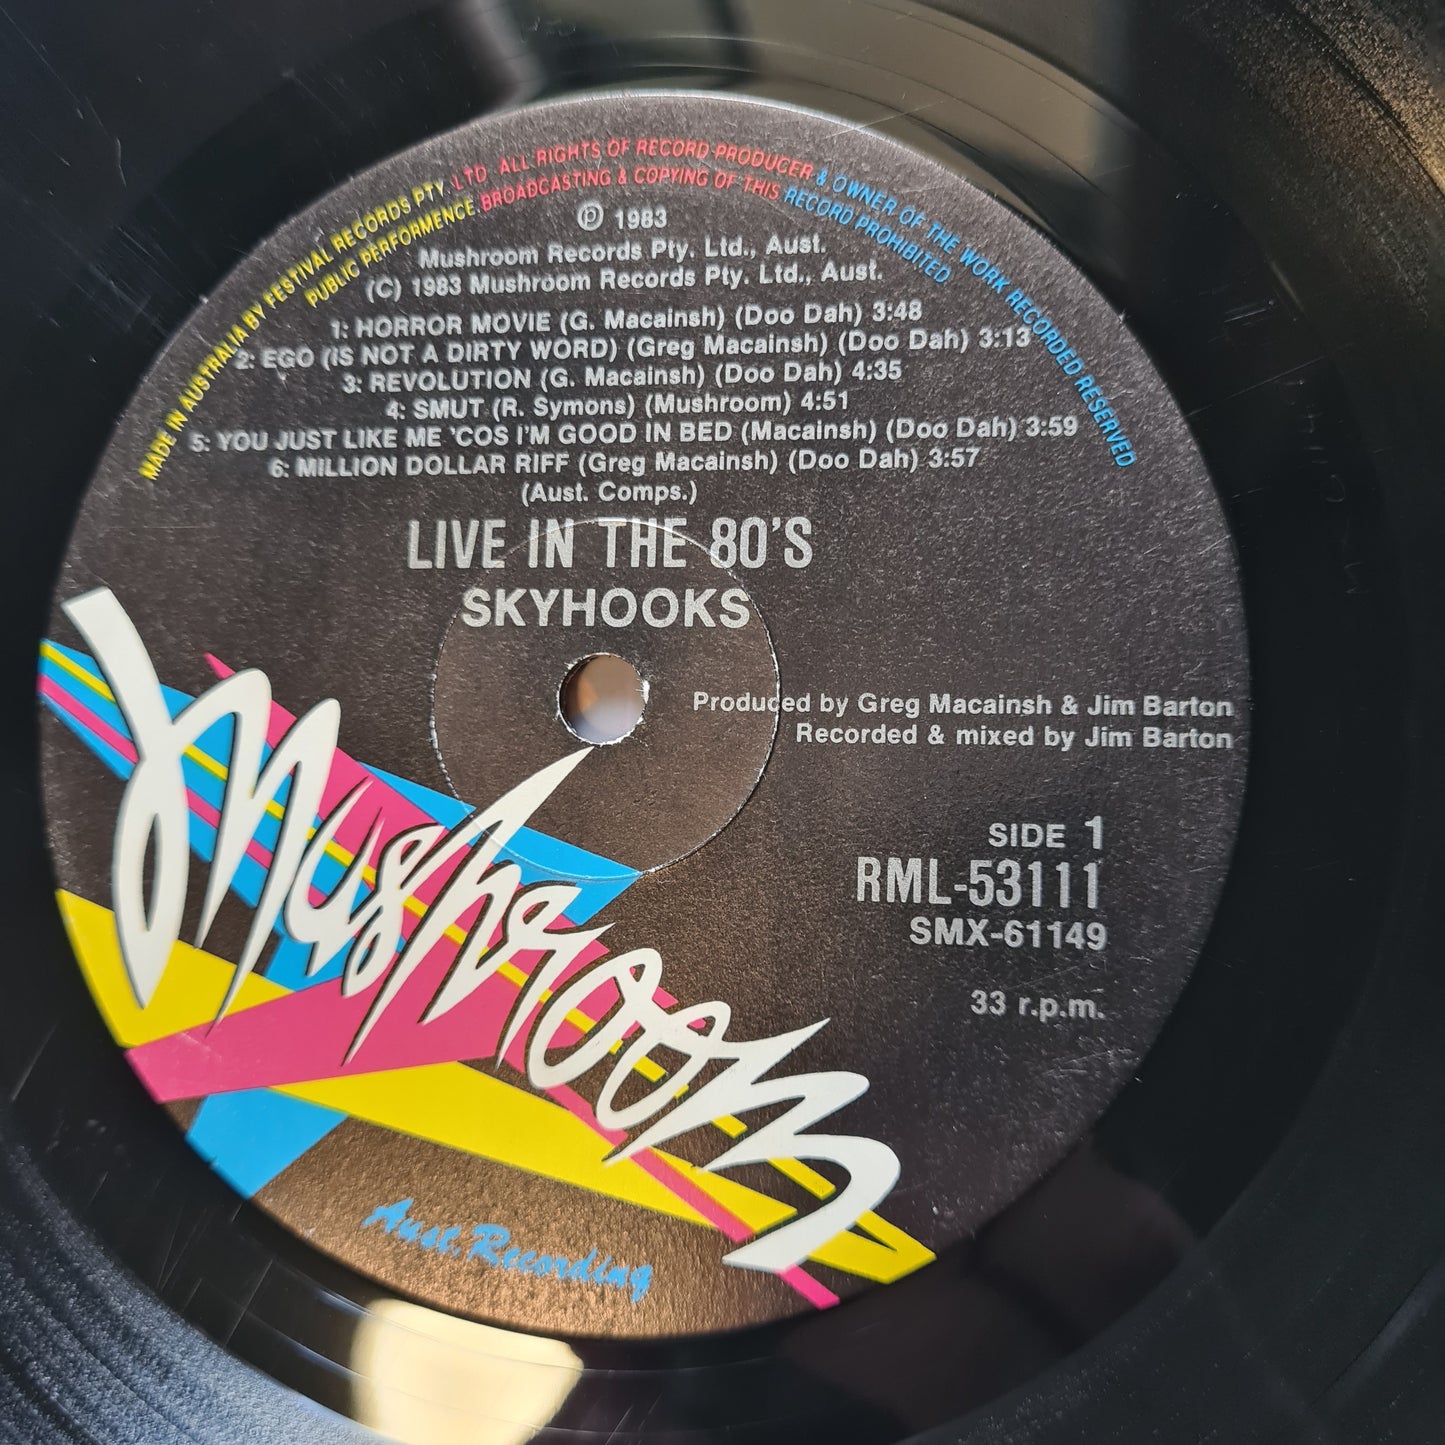 MADE IN AUSTRALIA BY FESTIVAL RECORDS PTY. LTD ALL RIGHTS OF RECORD PRODUCER & OWNER OF THE WORK RECORDED RESERVED
PUBLIC PERFORMENCE. BROADCASTING & COPYING OF THIS RECORD PROHIBITED
℗ 1983
Mushroom Records Pty. Ltd., Aust.
(C) 1983 Mushroom Records Pty. Ltd., Aust.
1: HORROR MOVIE (G. Macainsh) (Doo Dah) 3:48
2: EGO (IS NOT A DIRTY WORD) (Greg Macainsh) (Doo Dah) 3:13
3: REVOLUTION (G. Macainsh) (Doo Dah) 4:35
4: SMUT (R. Symons) (Mushroom) 4:51
5: YOU JUST LIKE ME 'COS I'M GOOD IN BED (Macainsh) (Doo Dah) 3:59
6: MILLION DOLLAR RIFF (Greg Macainsh) (Doo Dah) 3:57
(Aust. Comps.)
LIVE IN THE 80'S
SKYHOOKS
Produced by Greg Macainsh & Jim Barton
Recorded & mixed by Jim Barton
SIDE 1
RML-53111
SMX-61149
33 r.p.m.
Mushroom
Aust. Recording